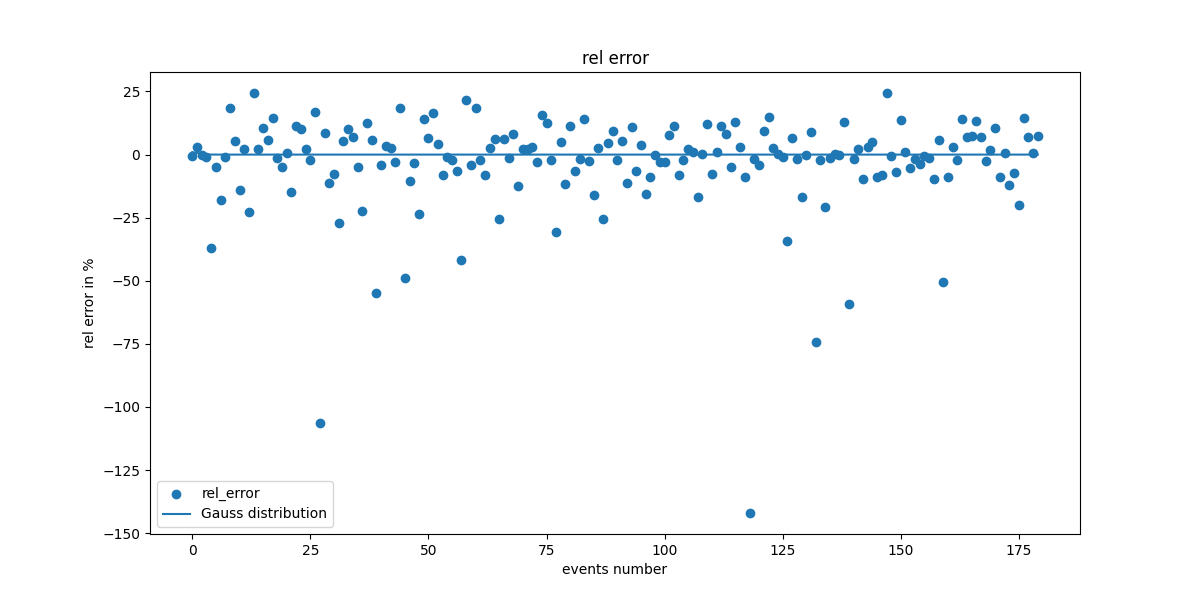 rel error
25
0
−25
−50
−75
−100
−125
−150
rel error in %
rel_error
Gauss distribution
0 25 50 75 100 125 150 175
events number